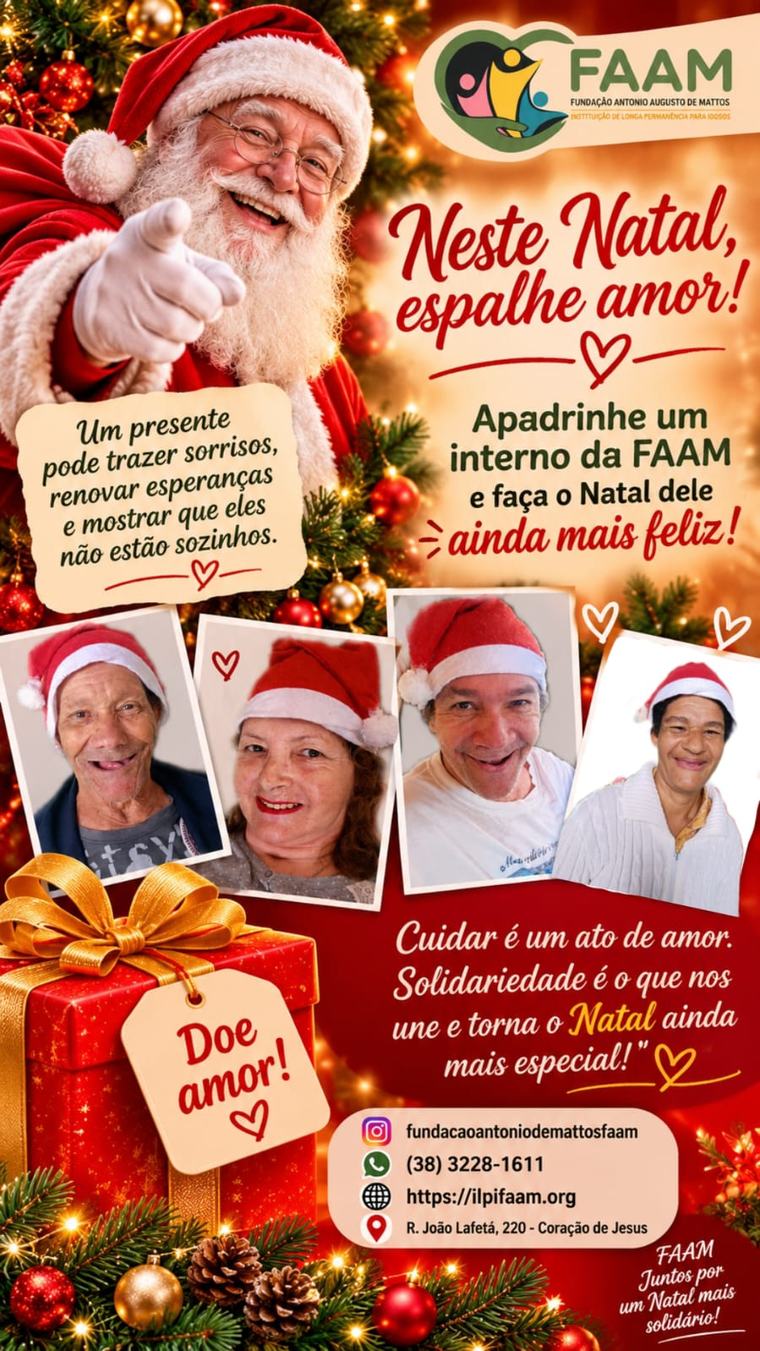 FAAM
FUNDAÇÃO ANTONIO AUGUSTO DE MATTOS
INSTITUIÇÃO DE LONGA PERMANÊNCIA PARA IDOSOS
Neste Natal,
espalhe amor!
Apadrinhe um
interno da FAAM
e faça o Natal dele
ainda mais feliz!
Um presente
pode trazer sorrisos,
renovar esperanças
e mostrar que eles
não estão sozinhos.
Cuidar é um ato de amor.
Solidariedade é o que nos
une e torna o Natal ainda
mais especial!"
Doe
amor!
fundacaoantoniodemattosfaam
(38) 3228-1611
https://ilpifaam.org
R. João Lafetá, 220 - Coração de Jesus
FAAM
Juntos por
um Natal mais
solidário!